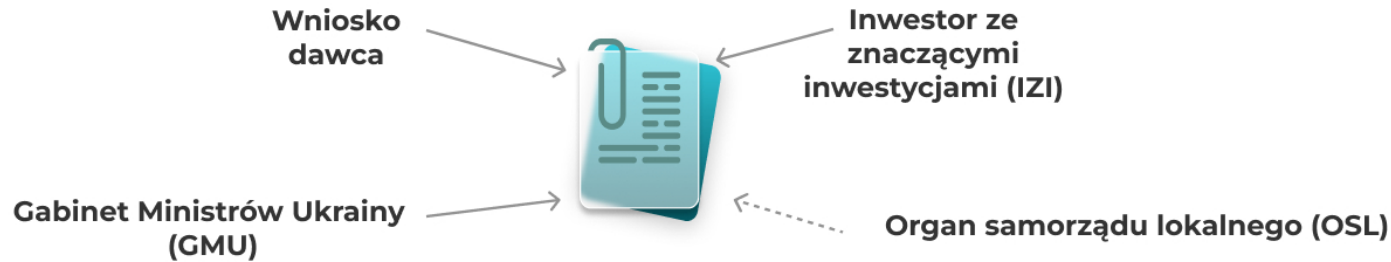 Wniosko
dawca
Inwestor ze
znaczącymi
inwestycjami (IZI)
Gabinet Ministrów Ukrainy
(GMU)
Organ samorządu lokalnego (OSL)